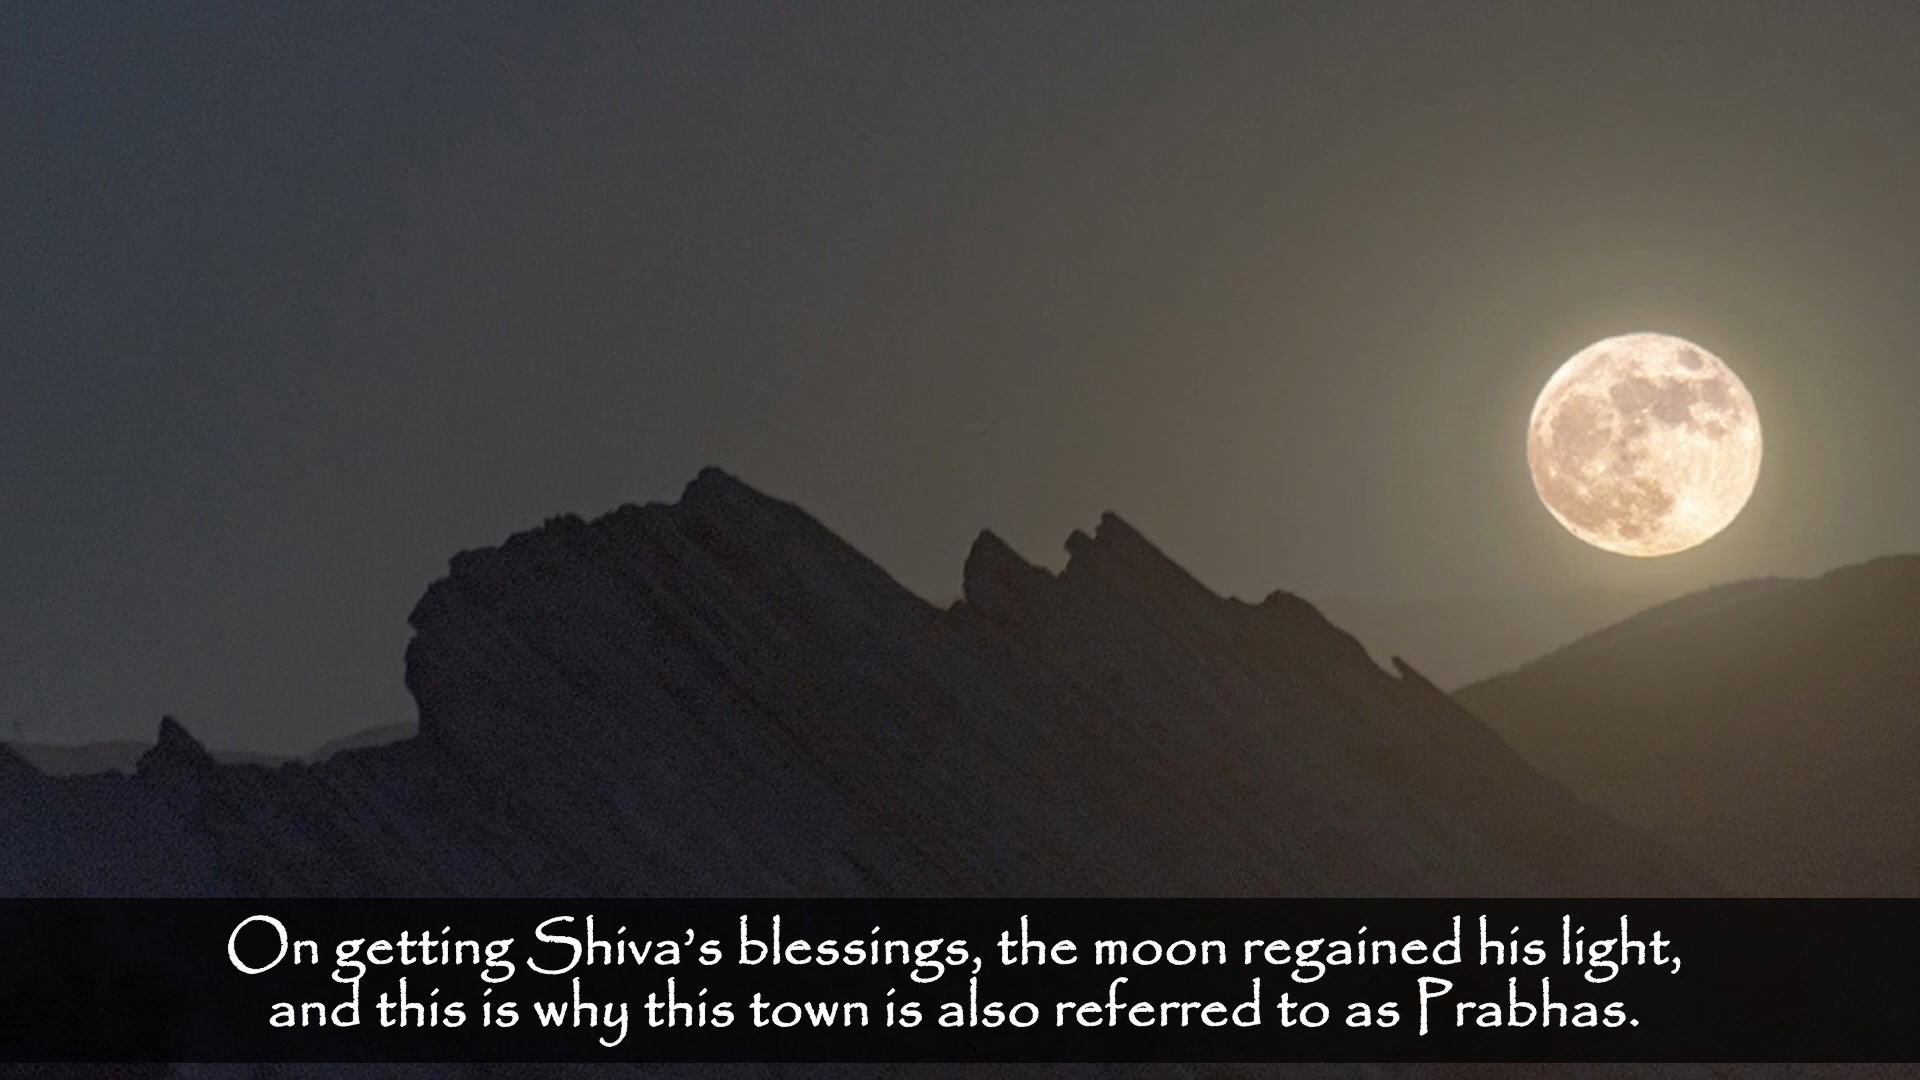 On getting Shiva’s blessings, the moon regained his light,
and this is why this town is also referred to as Prabhas.